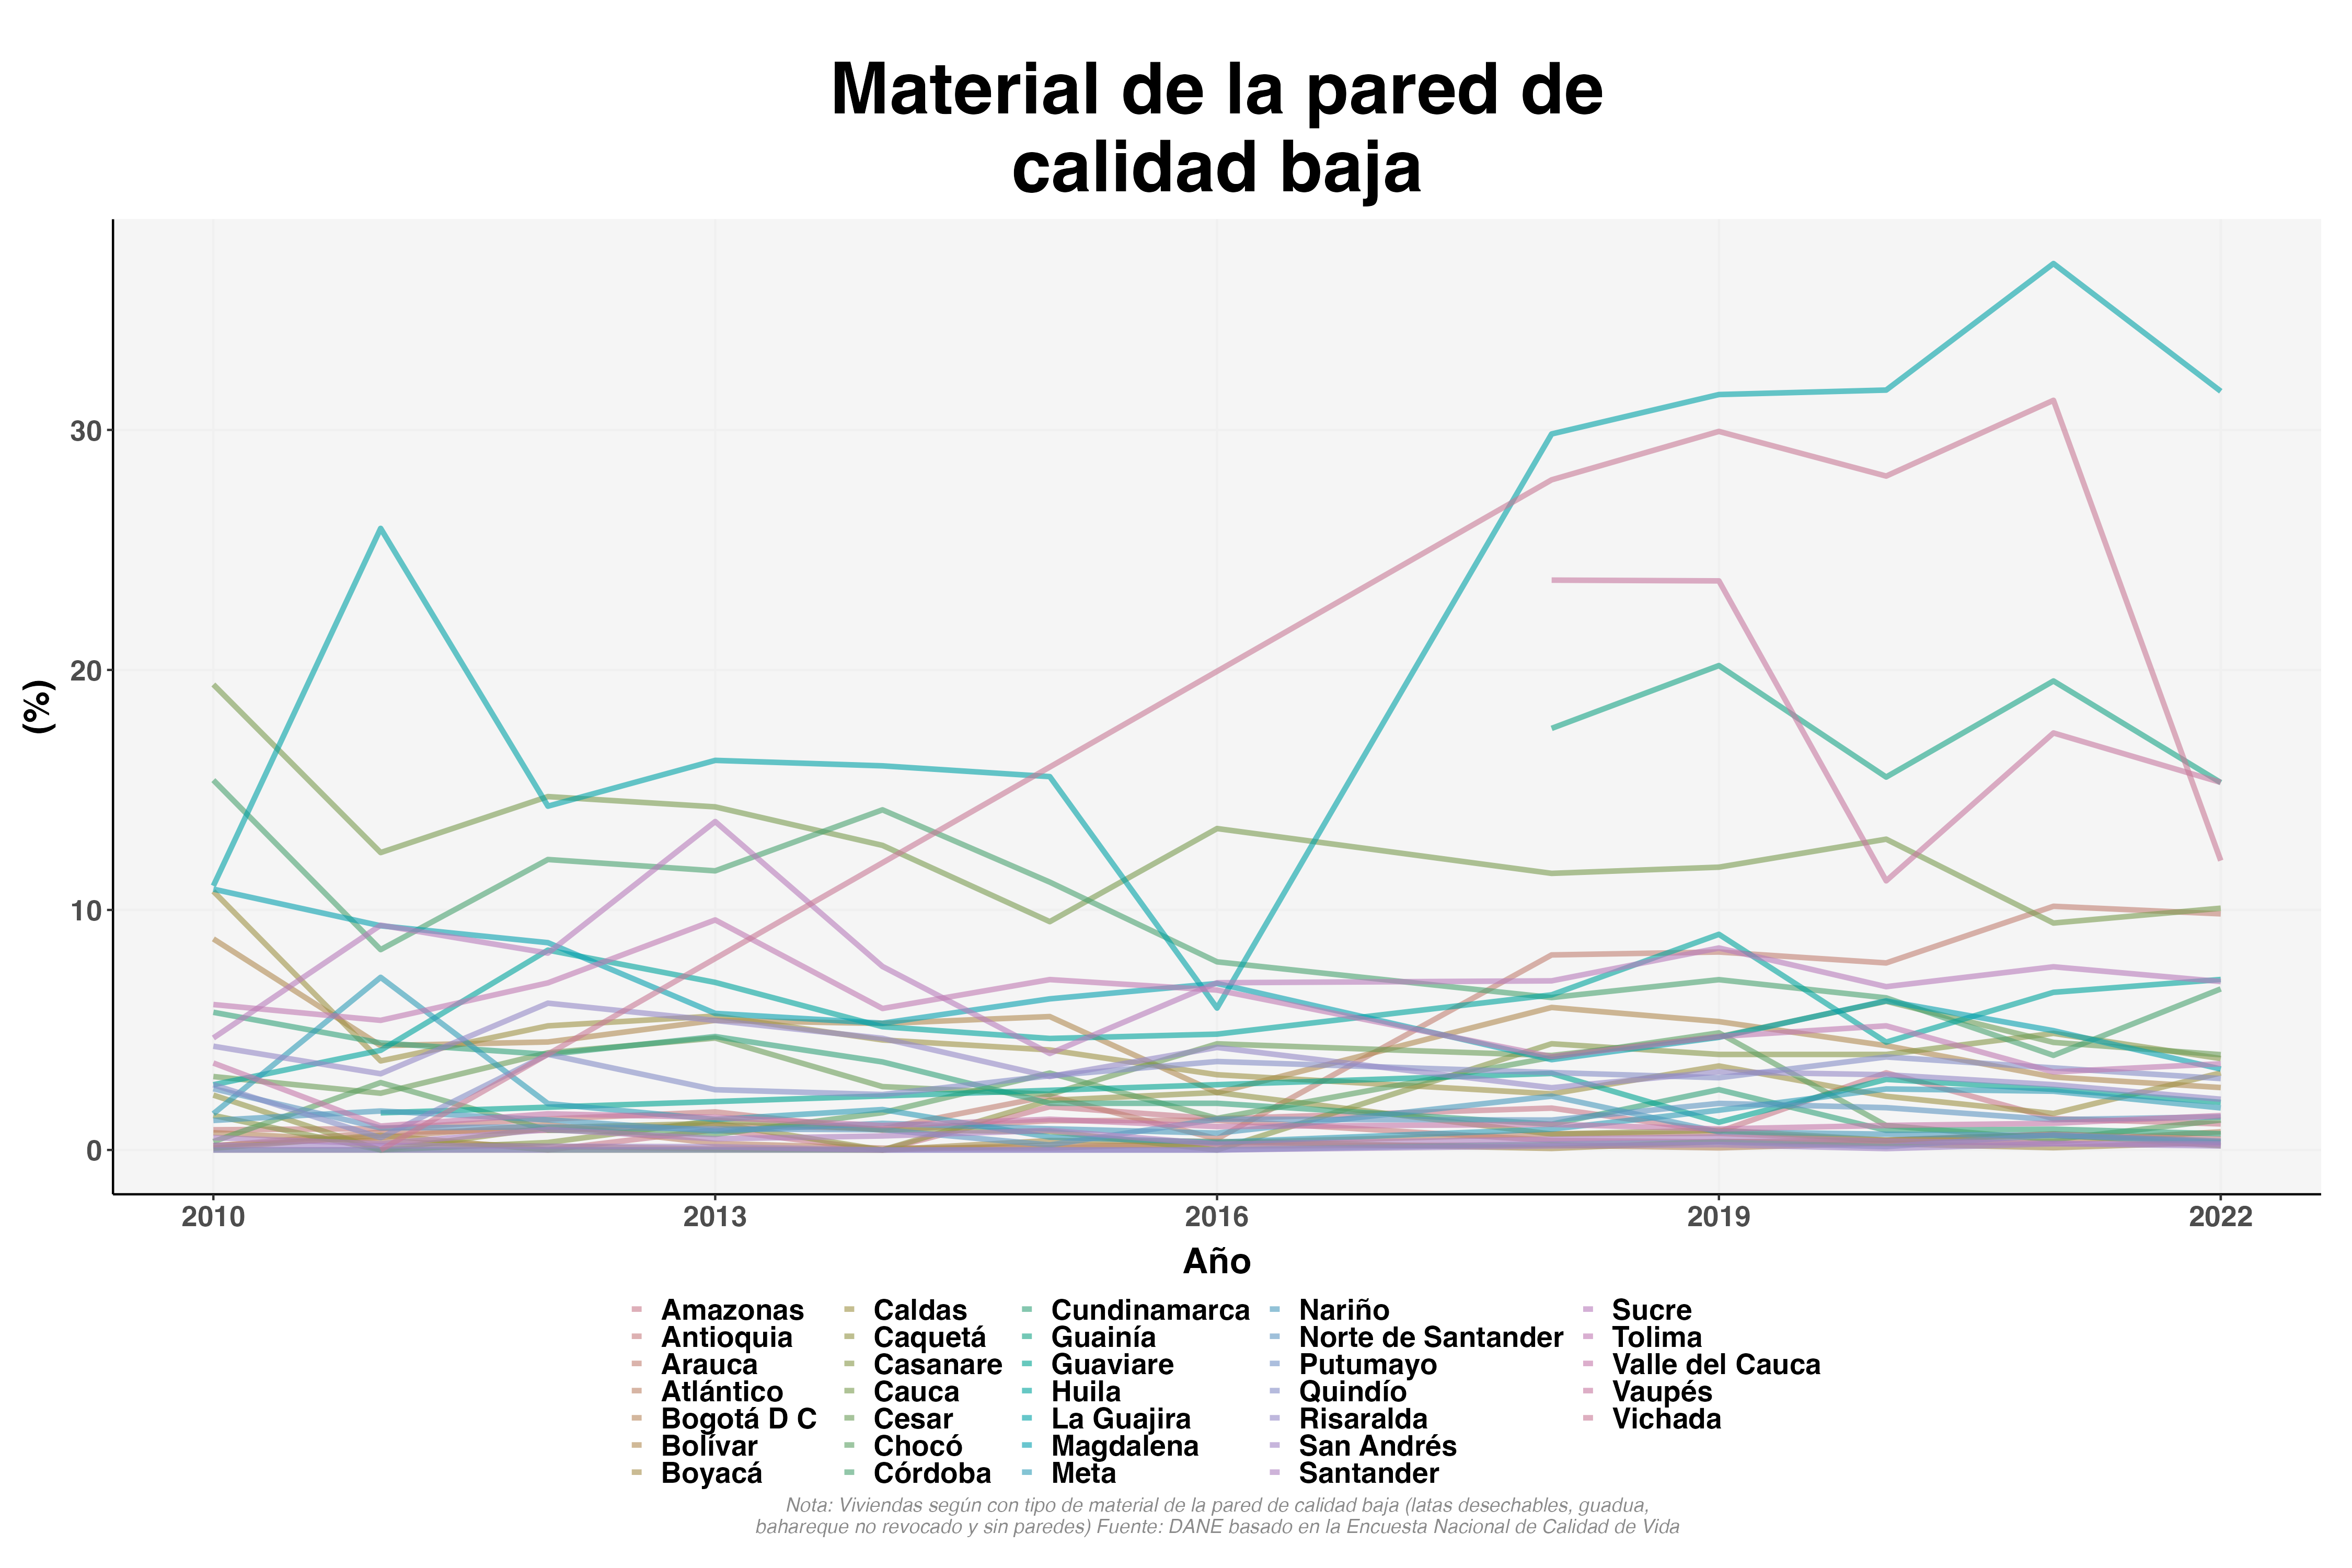 Material de la pared de
calidad baja
(%)
30
20
10
0
2010 2013 2016 2019 2022
Año
Amazonas Caldas Cundinamarca Nariño Sucre
Antioquia Caquetá Guainía Norte de Santander Tolima
Arauca Casanare Guaviare Putumayo Valle del Cauca
Atlántico Cauca Huila Quindío Vaupés
Bogotá D C Cesar La Guajira Risaralda Vichada
Bolívar Chocó Magdalena San Andrés
Boyacá Córdoba Meta Santander
Nota: Viviendas según con tipo de material de la pared de calidad baja (latas desechables, guadua,
bahareque no revocado y sin paredes) Fuente: DANE basado en la Encuesta Nacional de Calidad de Vida